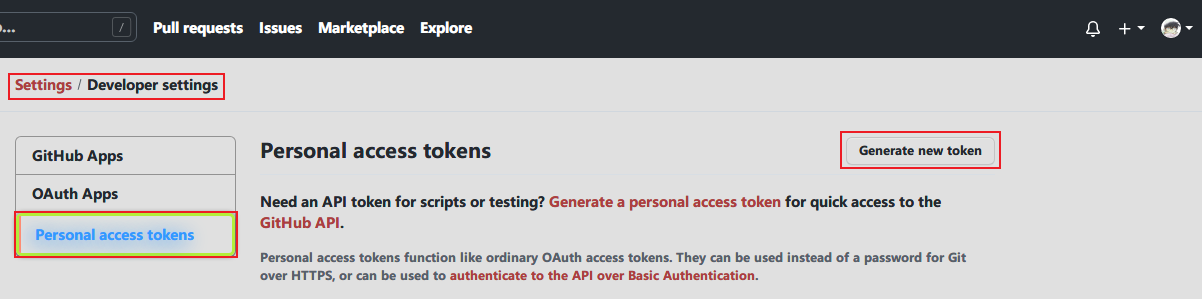 o... /
Pull requests Issues Marketplace Explore
Settings / Developer settings
GitHub Apps
OAuth Apps
Personal access tokens
Personal access tokens
Generate new token
Need an API token for scripts or testing? Generate a personal access token for quick access to the
GitHub API.
Personal access tokens function like ordinary OAuth access tokens. They can be used instead of a password for Git
over HTTPS, or can be used to authenticate to the API over Basic Authentication.